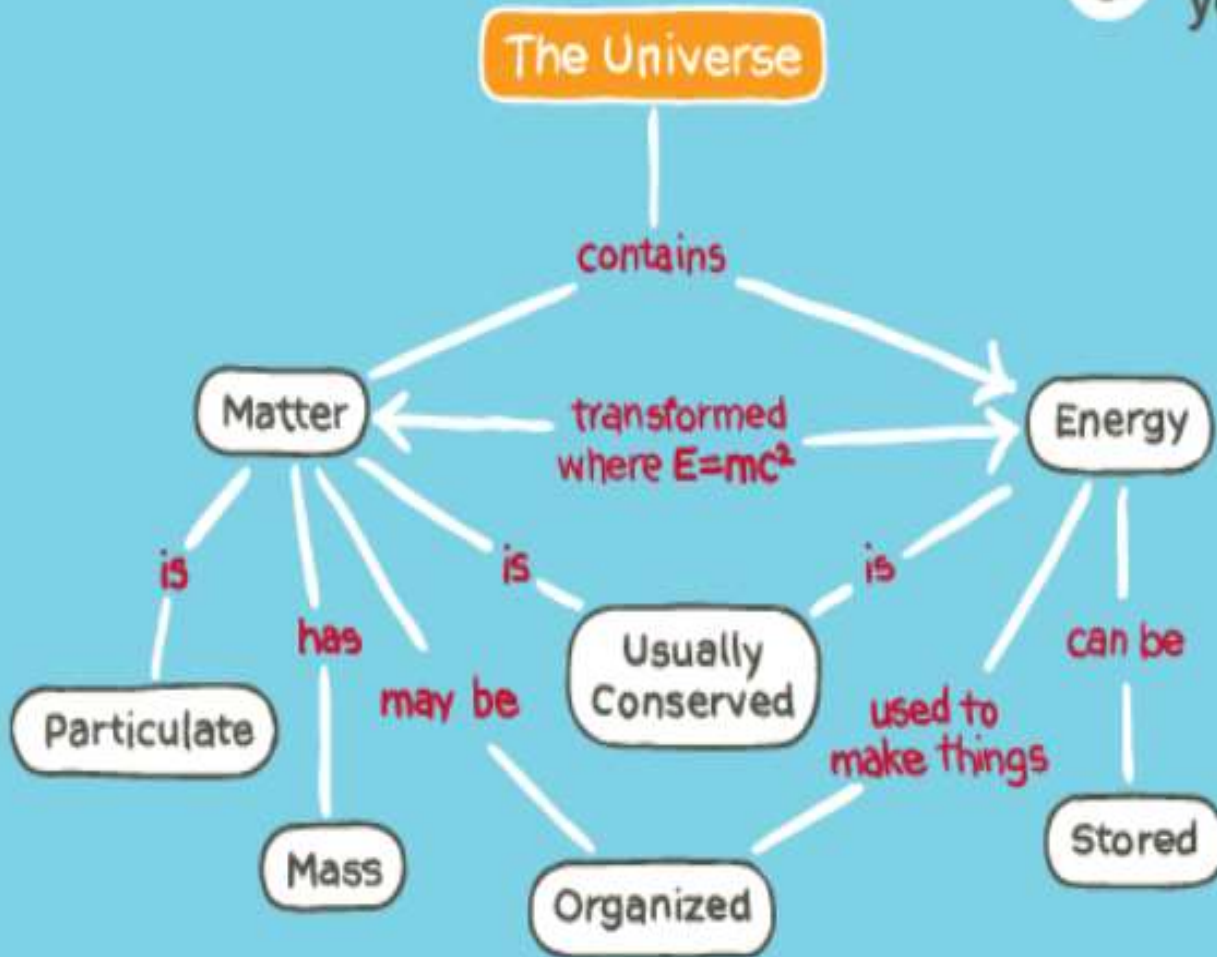 The Universe
contains
Matter
transformed
where E=mc²
Energy
is
is
is
has
can be
Usually
Conserved
may be
used to
make things
Particulate
Stored
Mass
Organized